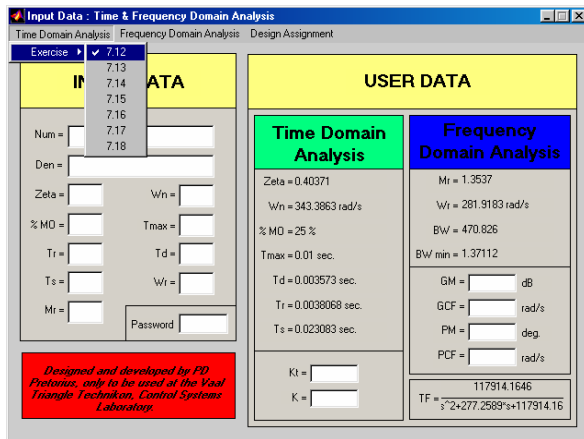 Input Data : Time & Frequency Domain Analysis
Time Domain Analysis Frequency Domain Analysis Design Assignment
Exercise
7.12
7.13
7.14
7.15
7.16
7.17
7.18
ATA
Num =
Den =
Zeta =
Wn =
% MO =
Tmax =
Tr =
Td =
Ts =
Wr =
Mr =
Password
Designed and developed by PD
Pretorius, only to be used at the Vaal
Triangle Technikon, Control Systems
Laboratory.
USER DATA
Time Domain
Analysis
Zeta = 0.40371
Wn = 343.3863 rad/s
% MO = 25 %
Tmax = 0.01 sec.
Td = 0.003573 sec.
Tr = 0.0038068 sec.
Ts = 0.023083 sec.
Kt =
K =
Frequency
Domain Analysis
Mr = 1.3537
Wr = 281.9183 rad/s
BW = 470.826
BW min = 1.37112
GM = dB
GCF = rad/s
PM = deg.
PCF = rad/s
117914.1646
TF =
s^2+277.2589*s+117914.16